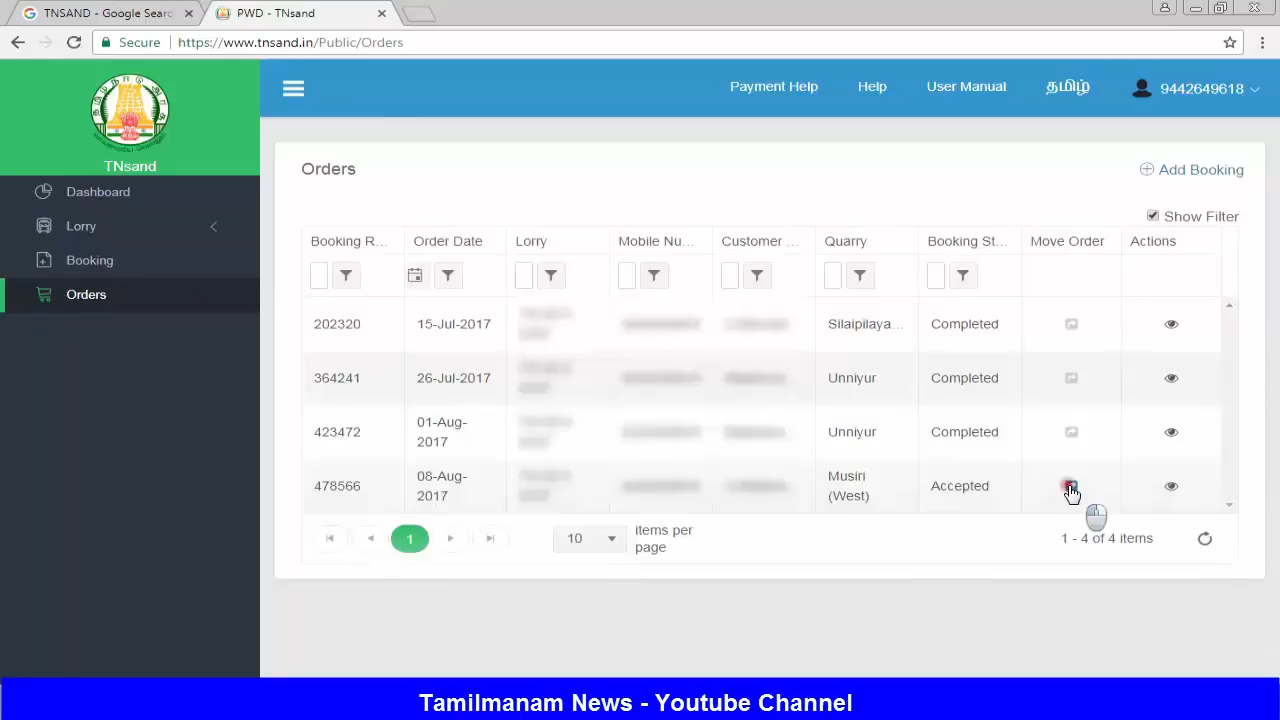 TNSAND - Google Sear
PWD - TNsand
Secure https://www.tnsand.in/Public/Orders
Payment Help Help User Manual தமிழ் 9442649618
TNsand
Dashboard
Lorry
Booking
Orders
Orders
Add Booking
Show Filter
Booking R... Order Date Lorry Mobile Nu... Customer ... Quarry Booking St... Move Order Actions
202320 15-Jul-2017 Silaipilaya... Completed
364241 26-Jul-2017 Unniyur Completed
423472 01-Aug-2017 Unniyur Completed
478566 08-Aug-2017 Musiri (West) Accepted
1 10 items per page 1 - 4 of 4 items
Tamilmanam News - Youtube Channel